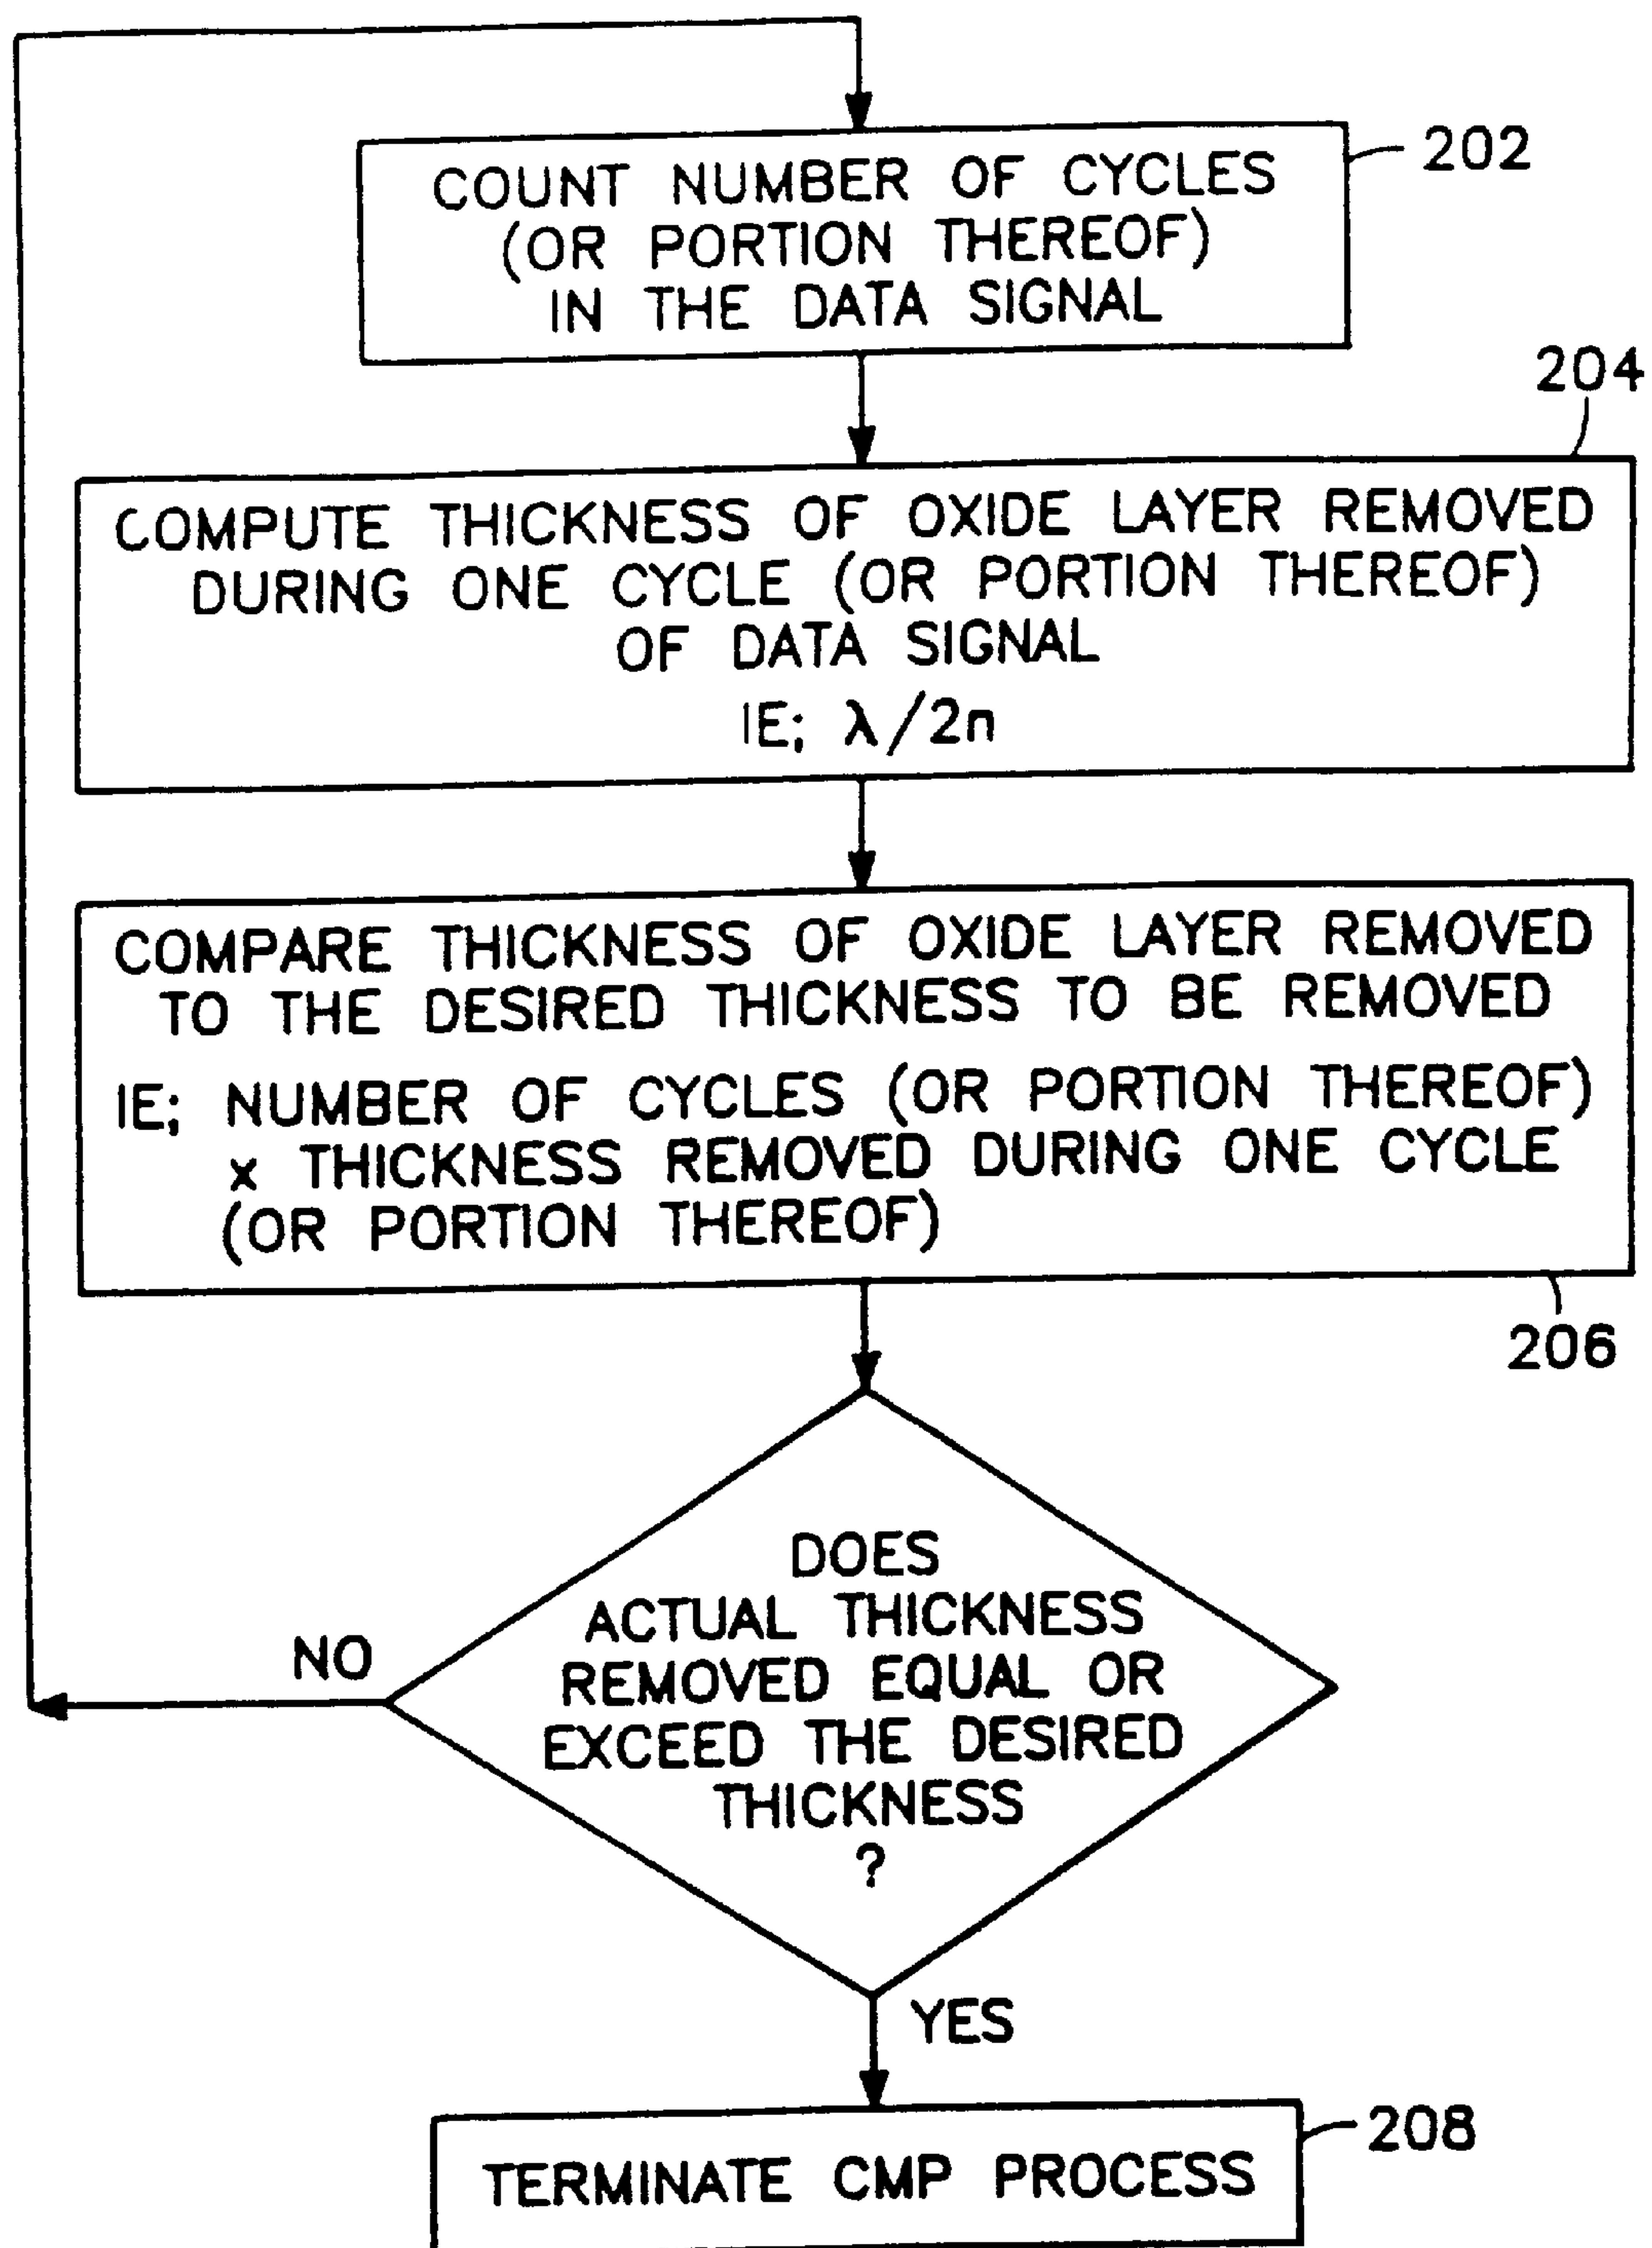 202
COUNT NUMBER OF CYCLES
(OR PORTION THEREOF)
IN THE DATA SIGNAL
204
COMPUTE THICKNESS OF OXIDE LAYER REMOVED
DURING ONE CYCLE (OR PORTION THEREOF)
OF DATA SIGNAL
IE; λ/2n
COMPARE THICKNESS OF OXIDE LAYER REMOVED
TO THE DESIRED THICKNESS TO BE REMOVED
IE; NUMBER OF CYCLES (OR PORTION THEREOF)
x THICKNESS REMOVED DURING ONE CYCLE
(OR PORTION THEREOF)
206
DOES
ACTUAL THICKNESS
REMOVED EQUAL OR
EXCEED THE DESIRED
THICKNESS
?
NO
YES
208
TERMINATE CMP PROCESS